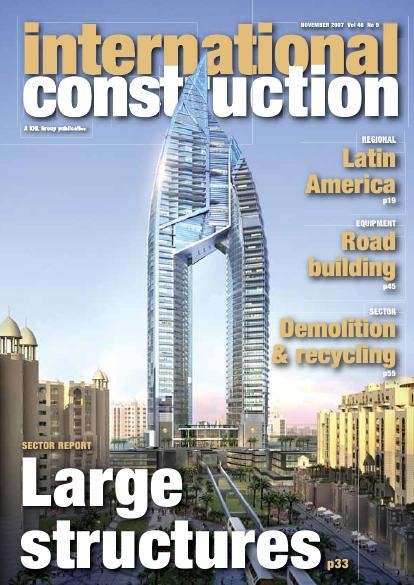 NOVEMBER 2007 Vol 46 No 9
international
construction
A KHL Group publication
REGIONAL
Latin
America
p19
EQUIPMENT
Road
building
p45
SECTOR
Demolition
& recycling
p55
SECTOR REPORT
Large
structures p33